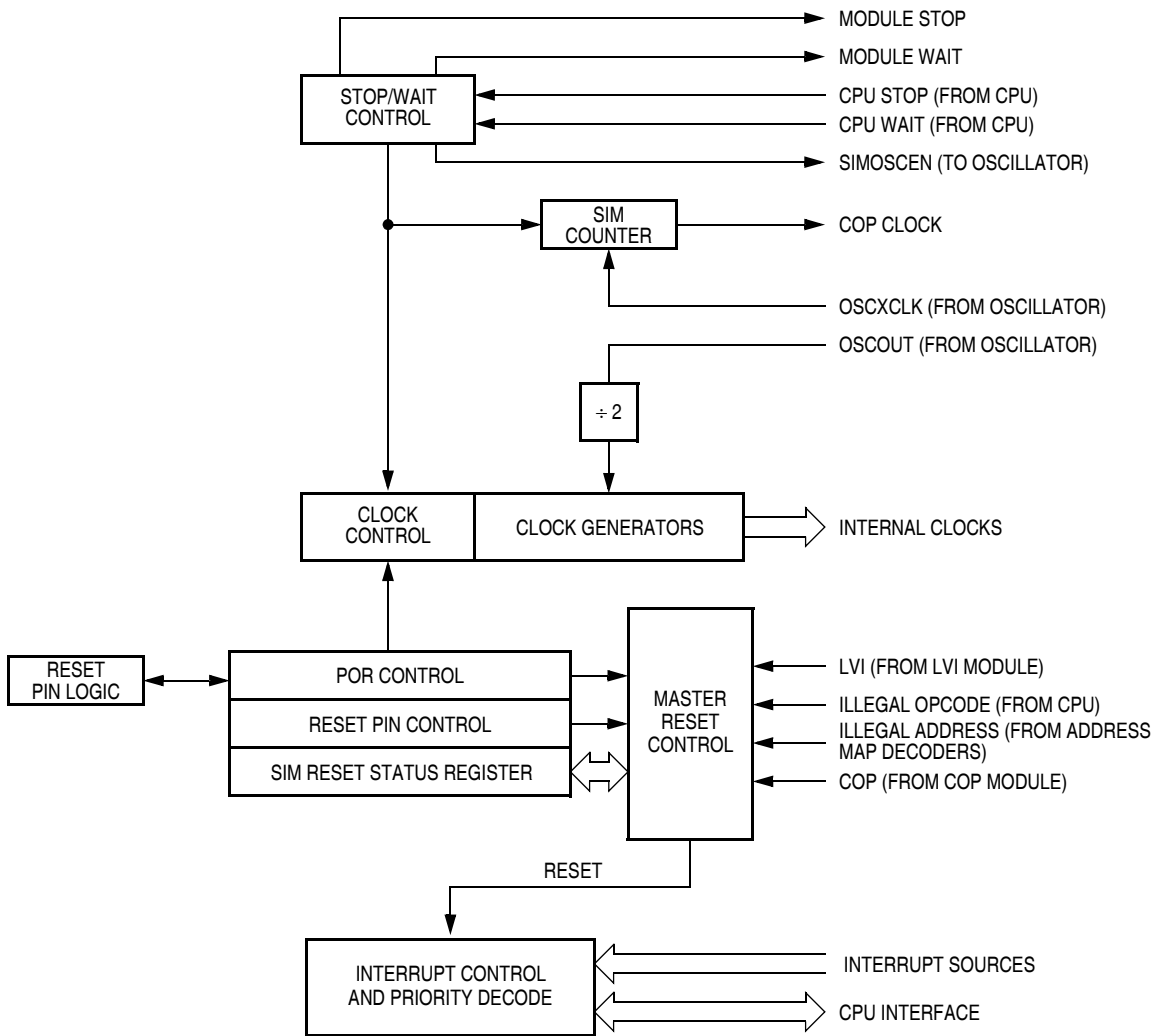 MODULE STOP
MODULE WAIT
STOP/WAIT
CONTROL
CPU STOP (FROM CPU)
CPU WAIT (FROM CPU)
SIMOSCEN (TO OSCILLATOR)
SIM
COUNTER
COP CLOCK
OSCXCLK (FROM OSCILLATOR)
OSCOUT (FROM OSCILLATOR)
÷ 2
CLOCK
CONTROL
CLOCK GENERATORS
INTERNAL CLOCKS
RESET
PIN LOGIC
POR CONTROL
RESET PIN CONTROL
SIM RESET STATUS REGISTER
MASTER
RESET
CONTROL
LVI (FROM LVI MODULE)
ILLEGAL OPCODE (FROM CPU)
ILLEGAL ADDRESS (FROM ADDRESS
MAP DECODERS)
COP (FROM COP MODULE)
RESET
INTERRUPT CONTROL
AND PRIORITY DECODE
INTERRUPT SOURCES
CPU INTERFACE